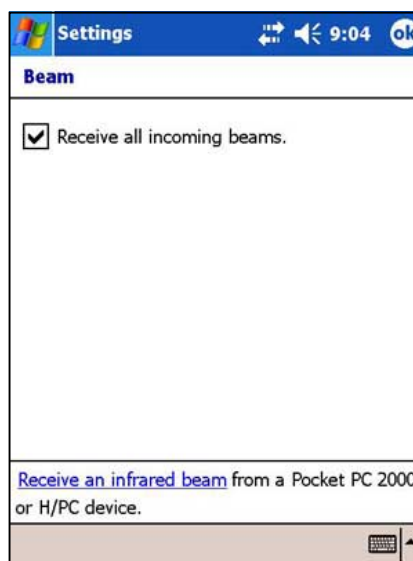 Settings 9:04 ok
Beam
Receive all incoming beams.
Receive an infrared beam from a Pocket PC 2000
or H/PC device.